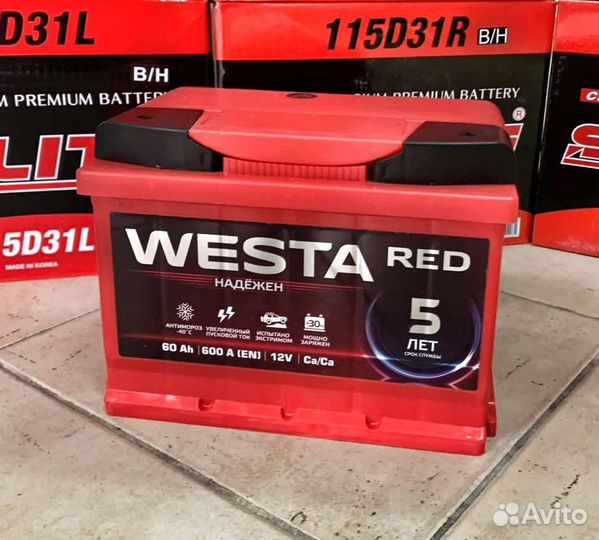 D31L
B/H
M PREMIUM BATTERY
LIT
5D31L
MADE IN KOREA
115D31R B/H
PREMIUM BATTERY
WESTA RED
НАДЁЖЕН
АНТИМОРОЗ -40°C
УВЕЛИЧЕННЫЙ ПУСКОВОЙ ТОК
ИСПЫТАНО ЭКСТРИМОМ
30
МОЩНО ЗАРЯЖЕН
5
ЛЕТ
СРОК СЛУЖБЫ
60 Ah | 600 A (EN) | 12V | Ca/Ca
Avito